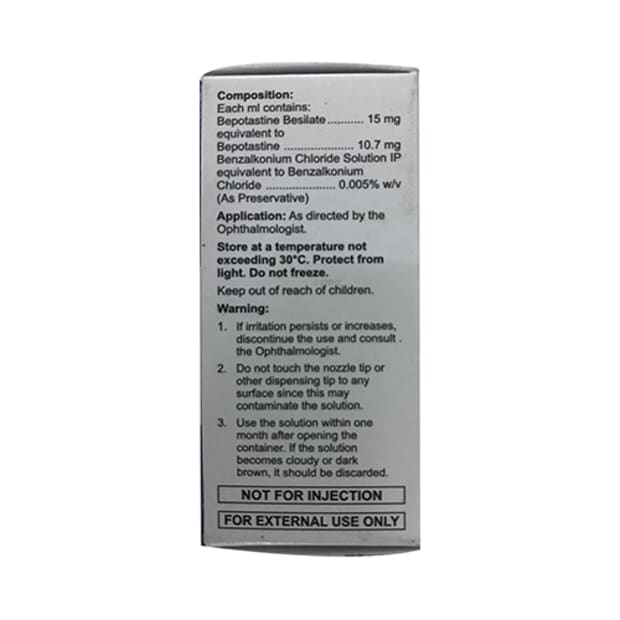 Composition:
Each ml contains:
Bepotastine Besilate ........... 15 mg
equivalent to
Bepotastine ...................... 10.7 mg
Benzalkonium Chloride Solution IP
equivalent to Benzalkonium
Chloride ...................... 0.005% w/v
(As Preservative)
Application: As directed by the
Ophthalmologist.
Store at a temperature not
exceeding 30°C. Protect from
light. Do not freeze.
Keep out of reach of children.
Warning:
1. If irritation persists or increases,
discontinue the use and consult .
the Ophthalmologist.
2. Do not touch the nozzle tip or
other dispensing tip to any
surface since this may
contaminate the solution.
3. Use the solution within one
month after opening the
container. If the solution
becomes cloudy or dark
brown, it should be discarded.
NOT FOR INJECTION
FOR EXTERNAL USE ONLY